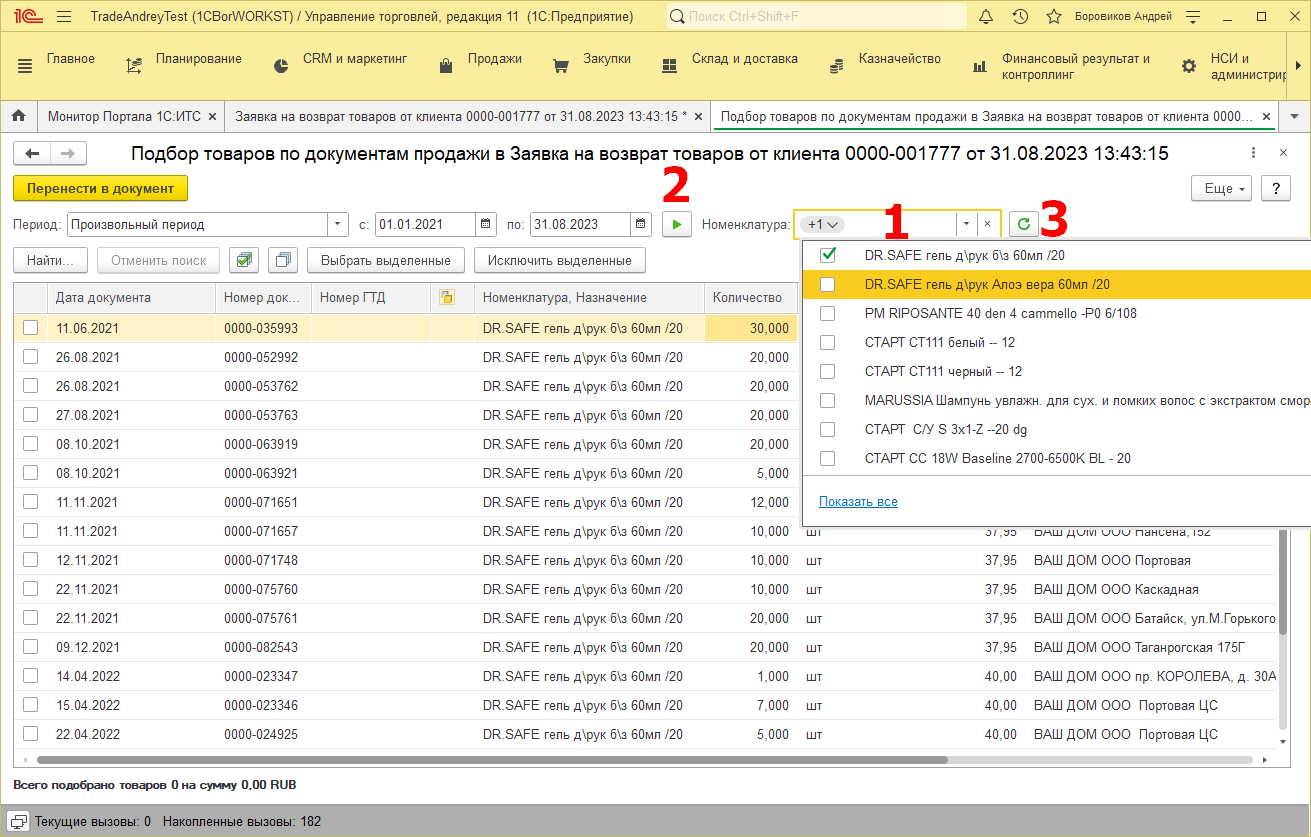 1С TradeAndreyTest (1CBorWORKST) / Управление торговлей, редакция 11 (1С:Предприятие) Поиск Ctrl+Shift+F Боровиков Андрей
Главное Планирование CRM и маркетинг Продажи Закупки Склад и доставка Казначейство Финансовый результат и контроллинг НСИ и администрир
Монитор Портала 1С:ИТС × Заявка на возврат товаров от клиента 0000-001777 от 31.08.2023 13:43:15 * × Подбор товаров по документам продажи в Заявка на возврат товаров от клиента 0000... ×
Подбор товаров по документам продажи в Заявка на возврат товаров от клиента 0000-001777 от 31.08.2023 13:43:15
Перенести в документ 2 Еще ?
Период: Произвольный период с: 01.01.2021 по: 31.08.2023 Номенклатура: +1 1 × 3
Найти... Отменить поиск Выбрать выделенные Исключить выделенные
DR.SAFE гель д\рук б\з 60мл /20
DR.SAFE гель д\рук Алоэ вера 60мл /20
PM RIPOSANTE 40 den 4 cammello -P0 6/108
СТАРТ СТ111 белый -- 12
СТАРТ СТ111 черный -- 12
MARUSSIA Шампунь увлажн. для сух. и ломких волос с экстрактом смор
СТАРТ  С/У S 3x1-Z --20 dg
СТАРТ СС 18W Baseline 2700-6500K BL - 20
Показать все
Дата документа Номер док... Номер ГТД Номенклатура, Назначение Количество
11.06.2021 0000-035993 DR.SAFE гель д\рук б\з 60мл /20 30,000
26.08.2021 0000-052992 DR.SAFE гель д\рук б\з 60мл /20 20,000
26.08.2021 0000-053762 DR.SAFE гель д\рук б\з 60мл /20 20,000
27.08.2021 0000-053763 DR.SAFE гель д\рук б\з 60мл /20 20,000
08.10.2021 0000-063919 DR.SAFE гель д\рук б\з 60мл /20 20,000
08.10.2021 0000-063921 DR.SAFE гель д\рук б\з 60мл /20 5,000
11.11.2021 0000-071651 DR.SAFE гель д\рук б\з 60мл /20 12,000
11.11.2021 0000-071657 DR.SAFE гель д\рук б\з 60мл /20 10,000 шт 37,95 ВАШ ДОМ ООО Нансена,152
12.11.2021 0000-071748 DR.SAFE гель д\рук б\з 60мл /20 10,000 шт 37,95 ВАШ ДОМ ООО Портовая
22.11.2021 0000-075760 DR.SAFE гель д\рук б\з 60мл /20 10,000 шт 37,95 ВАШ ДОМ ООО Каскадная
22.11.2021 0000-075761 DR.SAFE гель д\рук б\з 60мл /20 20,000 шт 37,95 ВАШ ДОМ ООО Батайск, ул.М.Горького
09.12.2021 0000-082543 DR.SAFE гель д\рук б\з 60мл /20 20,000 шт 37,95 ВАШ ДОМ ООО Таганрогская 175Г
14.04.2022 0000-023347 DR.SAFE гель д\рук б\з 60мл /20 1,000 шт 40,00 ВАШ ДОМ ООО пр. КОРОЛЕВА, д. 30А
15.04.2022 0000-023346 DR.SAFE гель д\рук б\з 60мл /20 7,000 шт 40,00 ВАШ ДОМ ООО  Портовая ЦС
22.04.2022 0000-024925 DR.SAFE гель д\рук б\з 60мл /20 5,000 шт 40,00 ВАШ ДОМ ООО  Портовая ЦС
Всего подобрано товаров 0 на сумму 0,00 RUB
Текущие вызовы: 0 Накопленные вызовы: 182